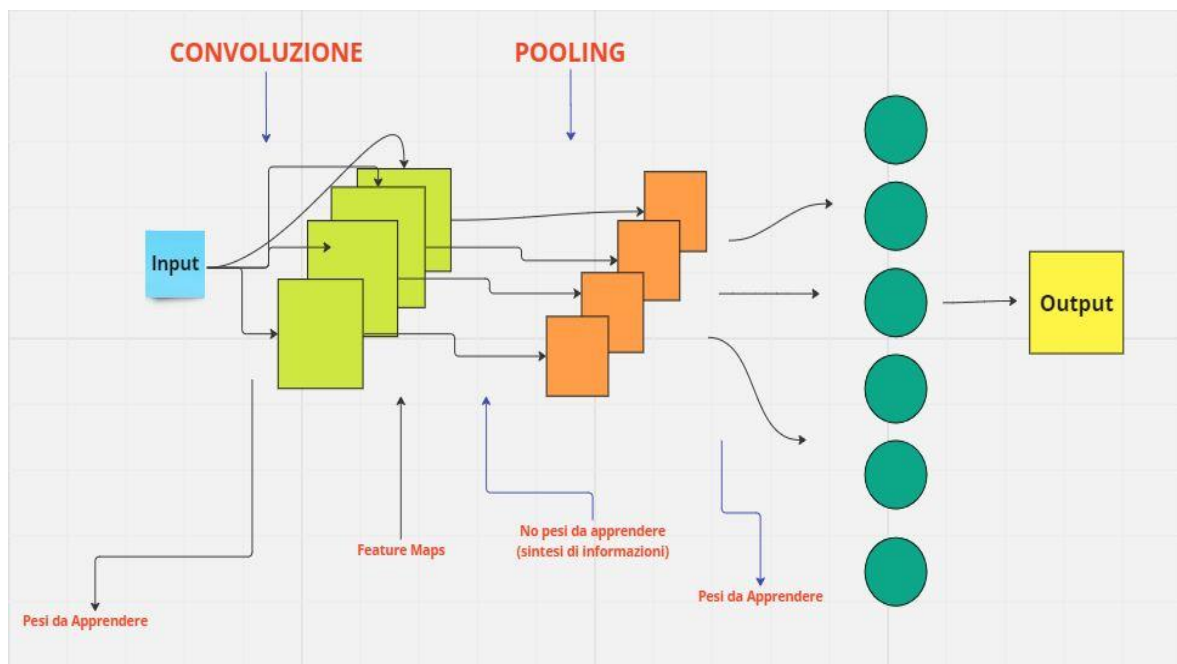 CONVOLUZIONE
POOLING
Input
Output
Feature Maps
No pesi da apprendere
(sintesi di informazioni)
Pesi da Apprendere
Pesi da Apprendere